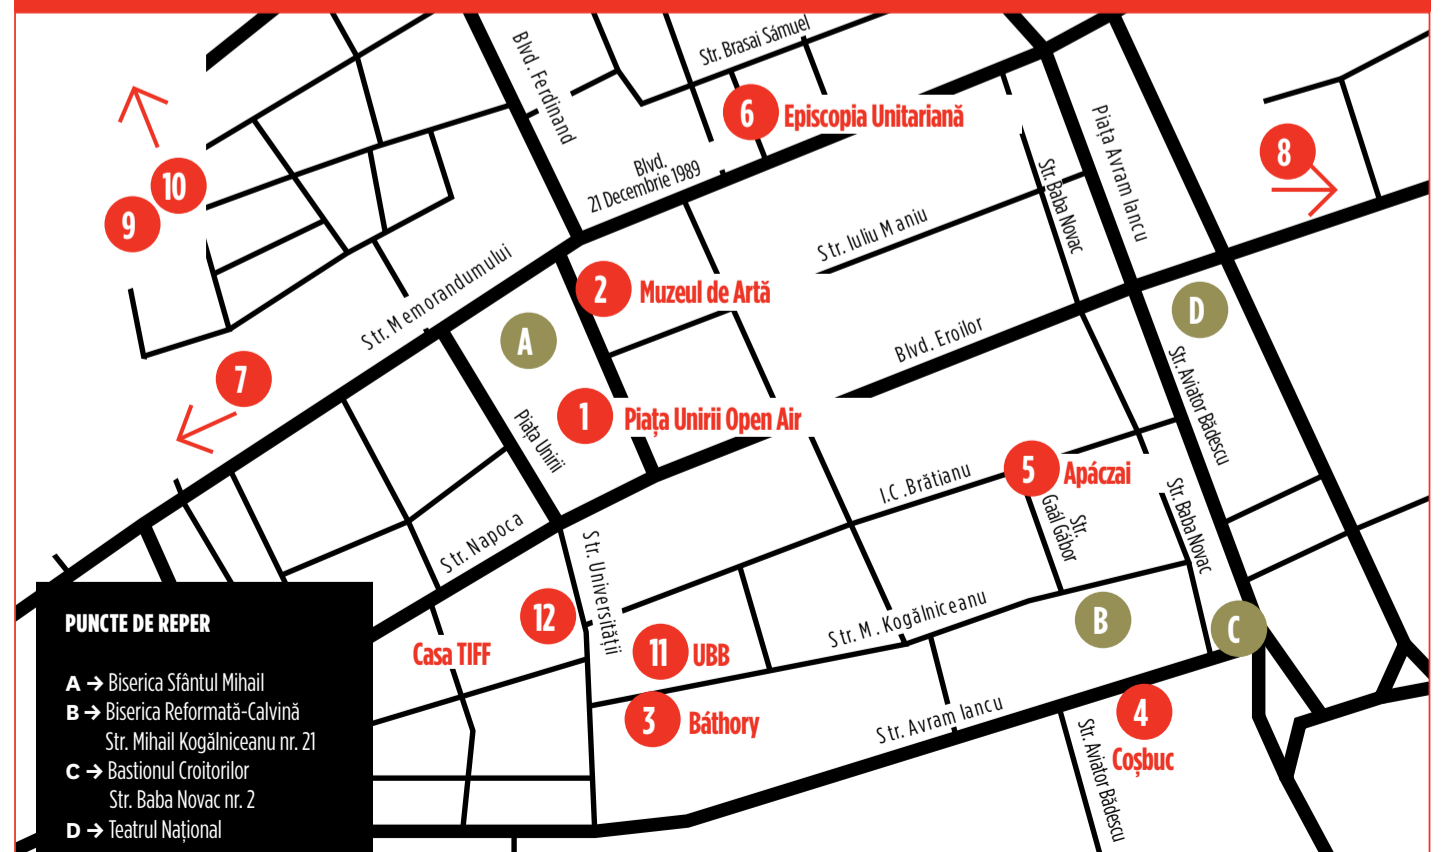 Str. Brasai Sámuel
Blvd. Ferdinand
6
Episcopia Unitariană
Piața Avram Iancu
8
Blvd.
21 Decembrie 1989
Str. Baba Novac
10
9
Str. Iuliu Maniu
Str. Memorandumului
2
Muzeul de Artă
D
A
Blvd. Eroilor
Str. Aviator Bădescu
7
1
Piața Unirii Open Air
Piața Unirii
5
Apáczai
I.C. Brătianu
Str.
Gaál Gábor
Str. Baba Novac
Str. Napoca
Str. Universității
12
Casa TIFF
11
UBB
Str. M. Kogălniceanu
B
C
3
Báthory
Str. Avram Iancu
4
Coșbuc
Str. Aviator Bădescu
PUNCTE DE REPER
A → Biserica Sfântul Mihail
B → Biserica Reformată-Calvină
Str. Mihail Kogălniceanu nr. 21
C → Bastionul Croitorilor
Str. Baba Novac nr. 2
D → Teatrul Național